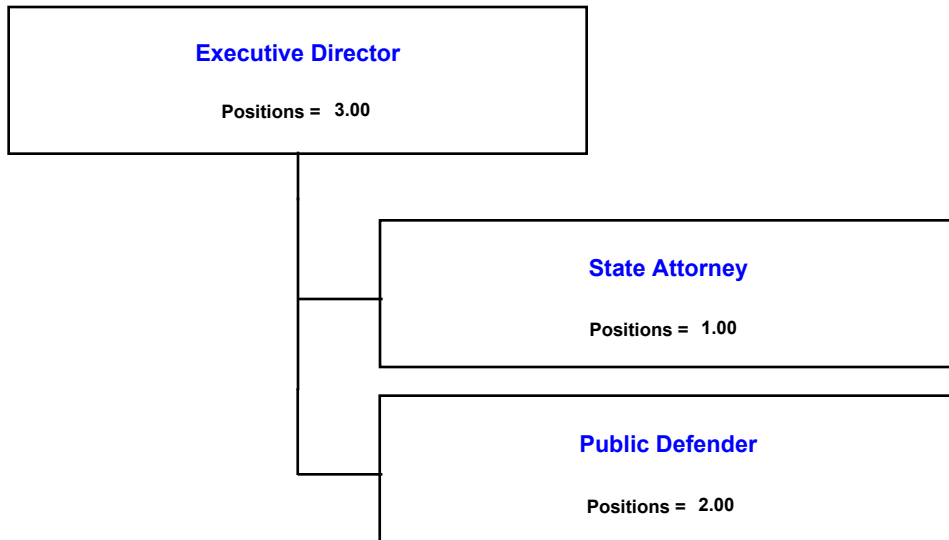 Executive Director
Positions = 3.00
State Attorney
Positions = 1.00
Public Defender
Positions = 2.00